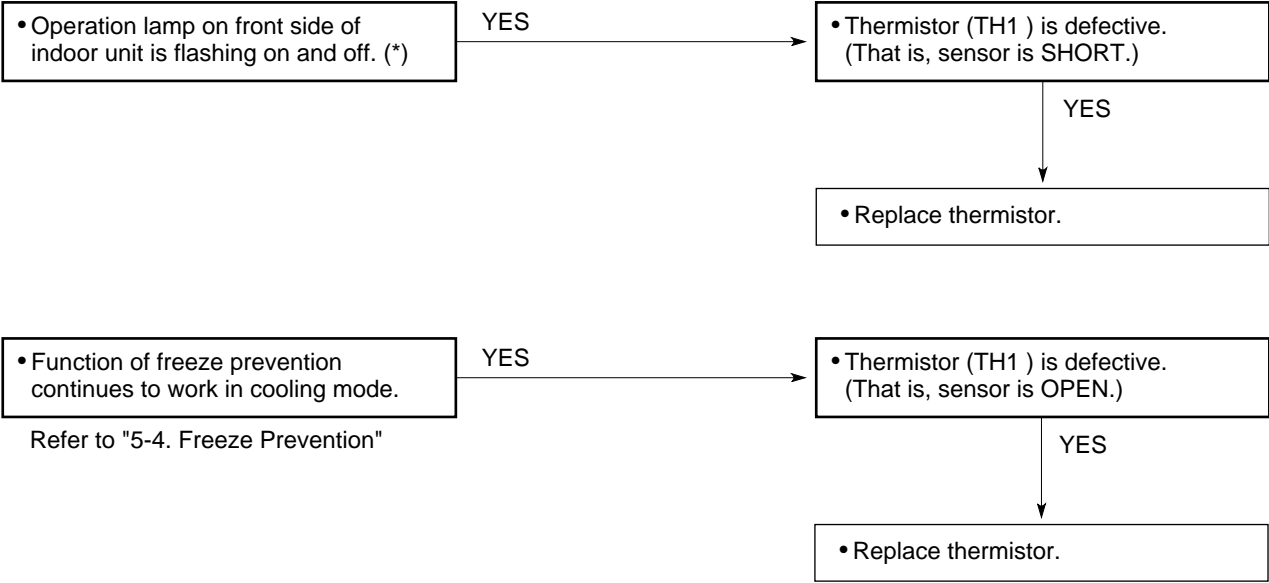 • Operation lamp on front side of
indoor unit is flashing on and off. (*)
YES
• Thermistor (TH1 ) is defective.
(That is, sensor is SHORT.)
YES
• Replace thermistor.
• Function of freeze prevention
continues to work in cooling mode.
Refer to "5-4. Freeze Prevention"
YES
• Thermistor (TH1 ) is defective.
(That is, sensor is OPEN.)
YES
• Replace thermistor.